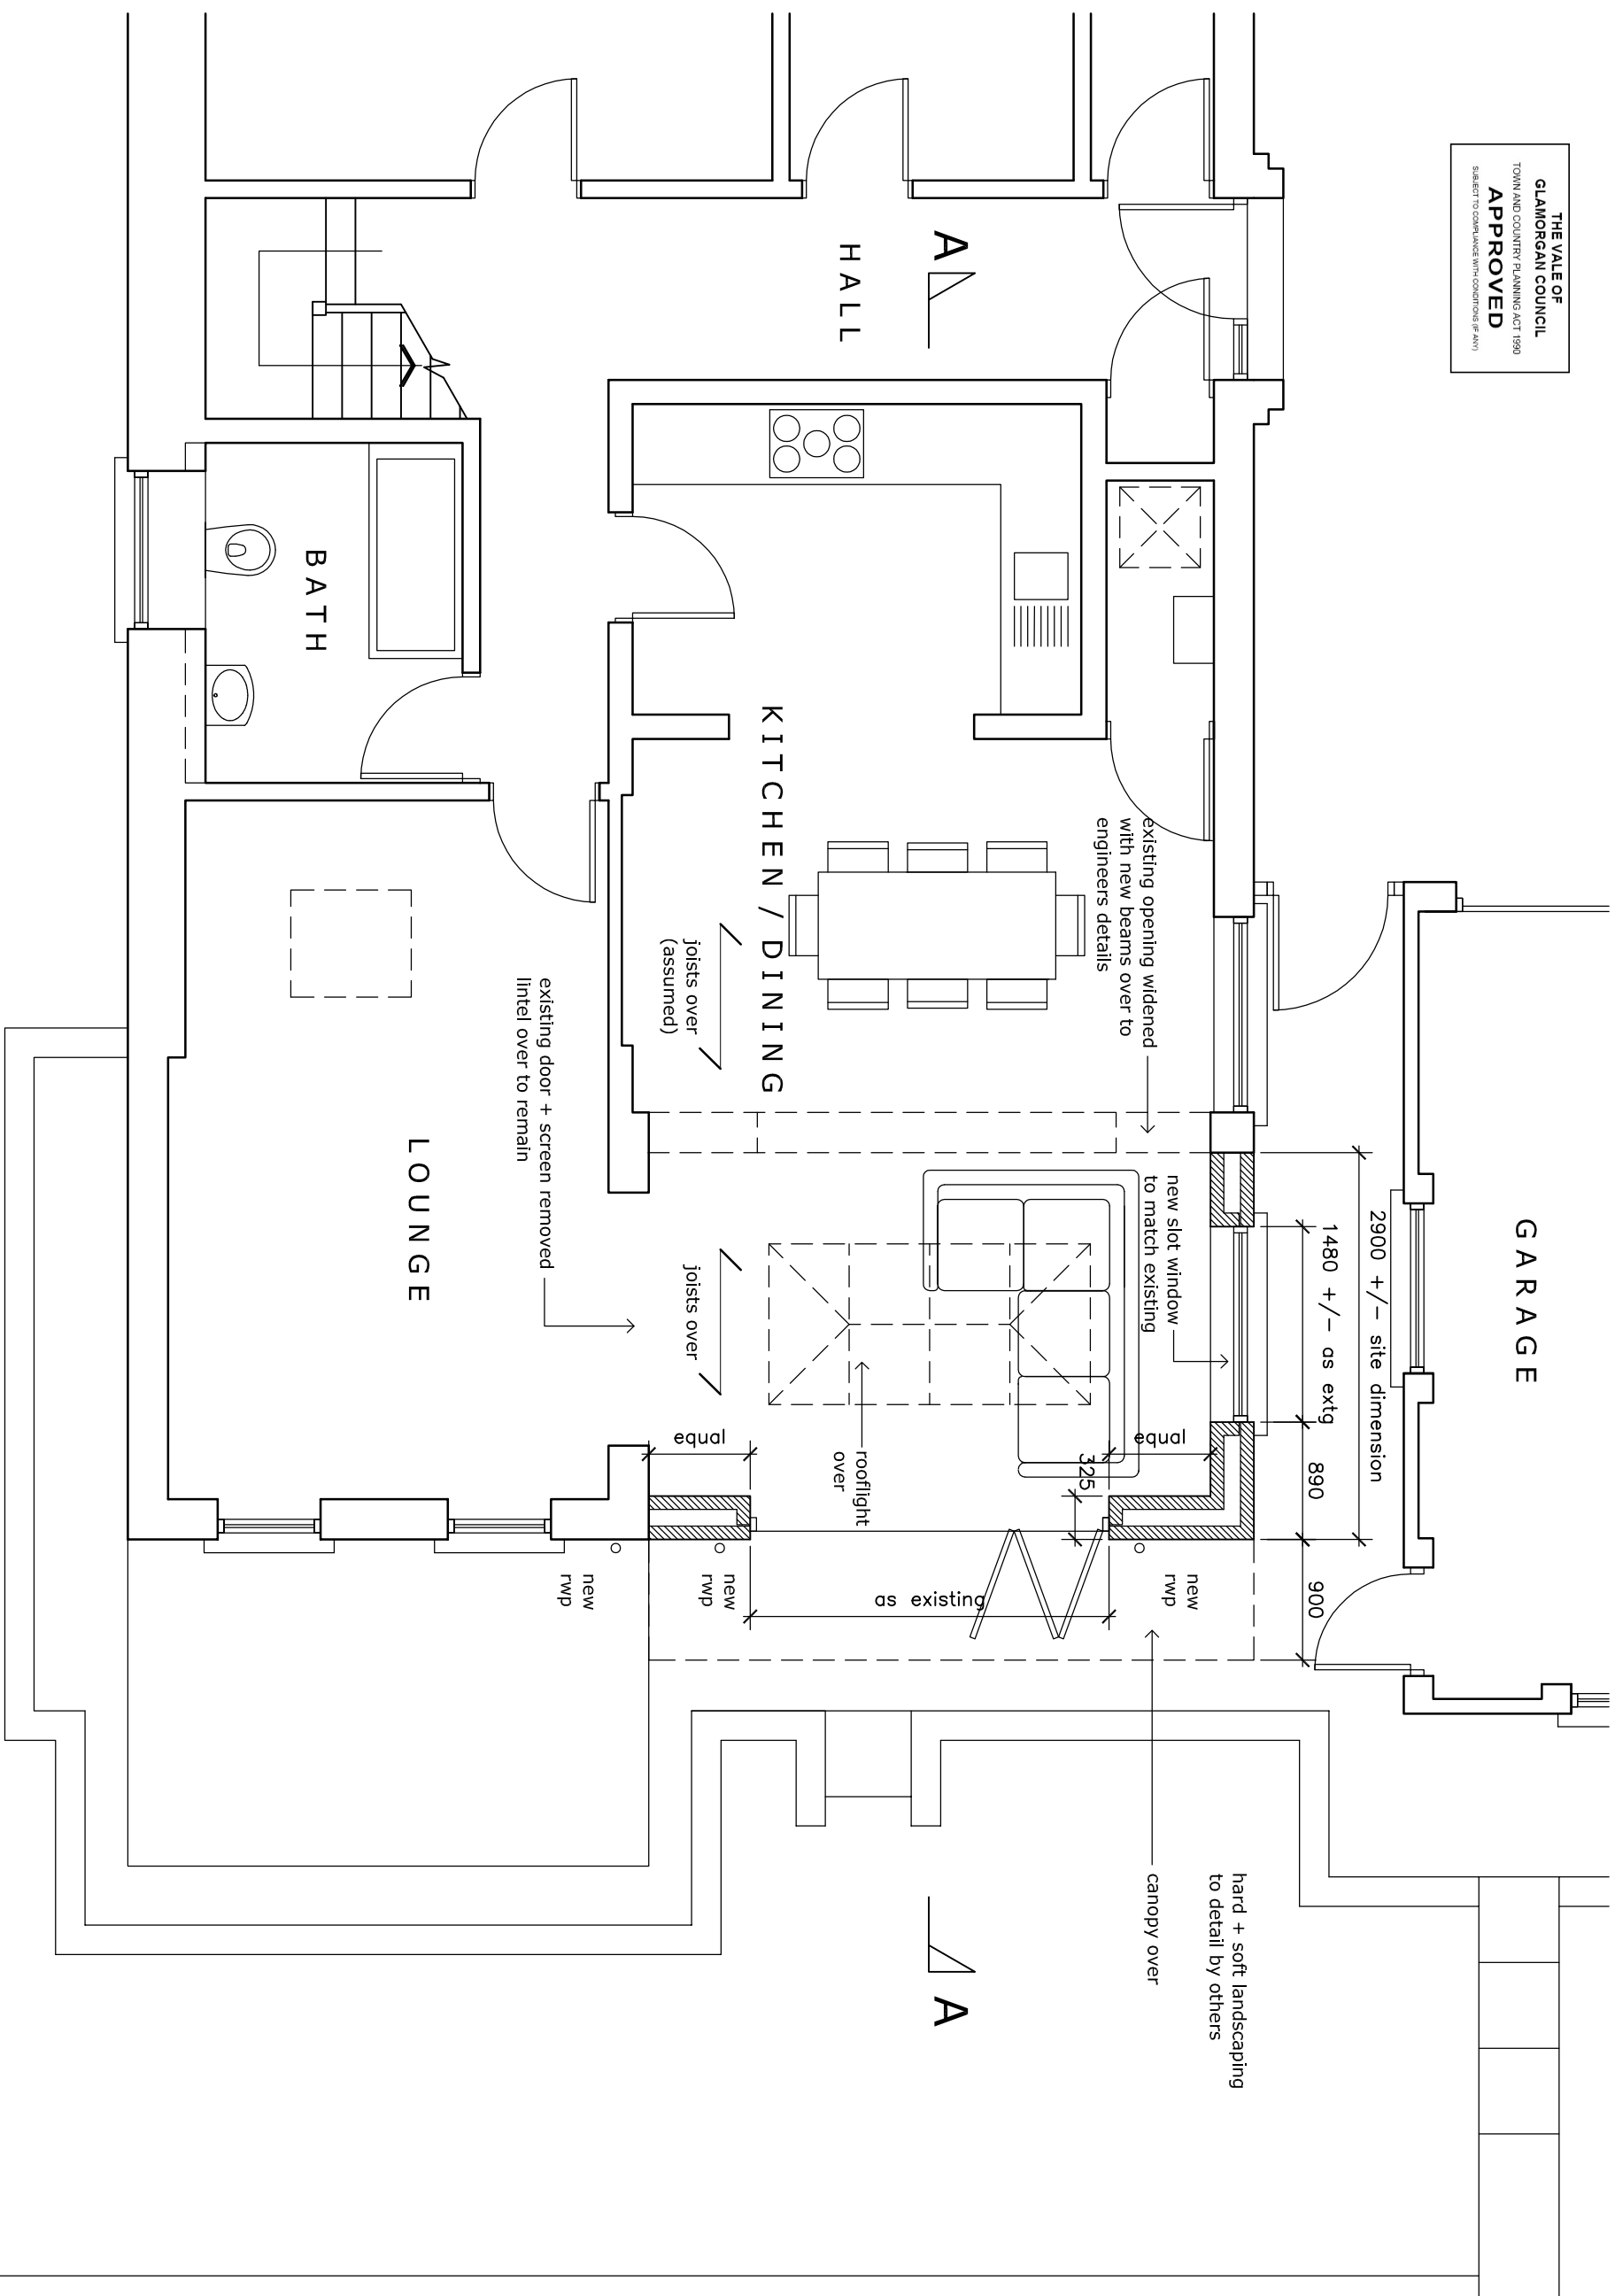 THE VALE OF
GLAMORGAN COUNCIL
TOWN AND COUNTRY PLANNING ACT 1990
APPROVED
SUBJECT TO COMPLIANCE WITH CONDITIONS (IF ANY)
GARAGE
2900 +/- site dimension
1480 +/- as extg
890
900
hard + soft landscaping
to detail by others
new slot window
to match existing
existing opening widened
with new beams over to
engineers details
canopy over
new
rwp
equal
325
A
A
HALL
as existing
rooflight
over
KITCHEN / DINING
joists over
(assumed)
joists over
equal
new
rwp
new
rwp
existing door + screen removed
lintel over to remain
LOUNGE
BATH